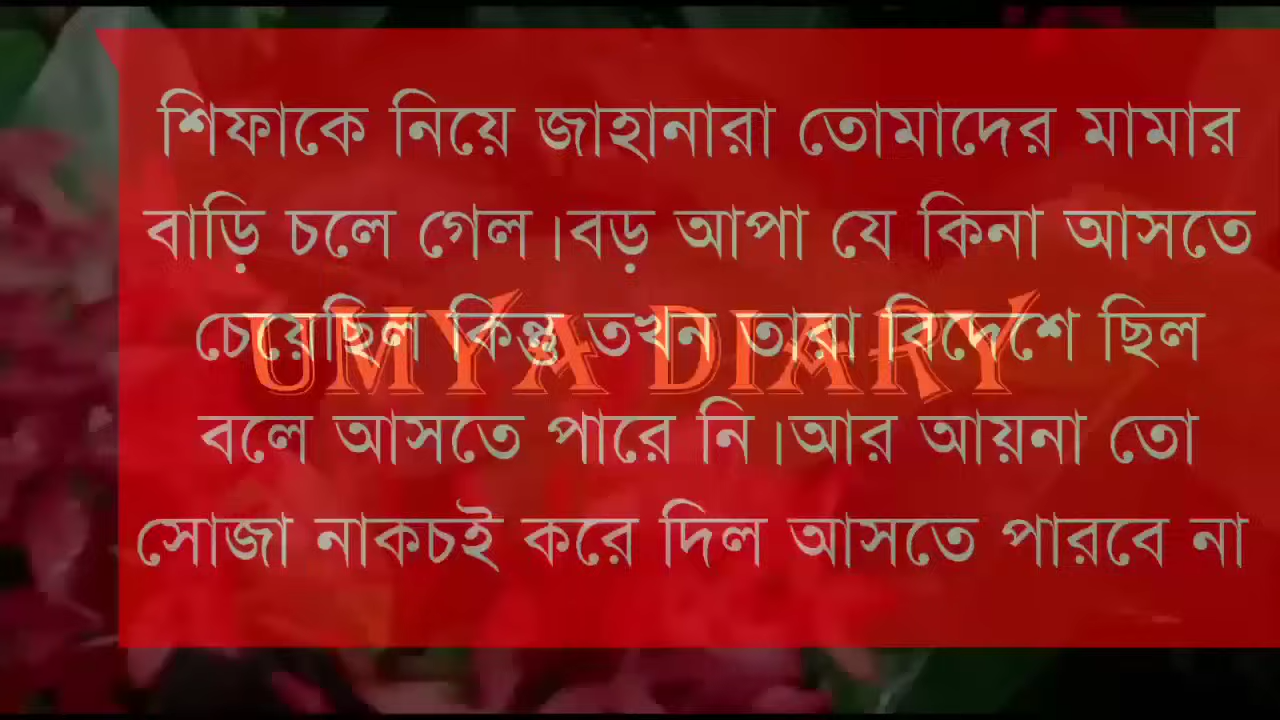 শিফাকে নিয়ে জাহানারা তোমাদের মামার
বাড়ি চলে গেল।বড় আপা যে কিনা আসতে
চেয়েছিল কিন্তু তখন তারা বিদেশে ছিল
UMYA DIARY
বলে আসতে পারে নি।আর আয়না তো
সোজা নাকচই করে দিল আসতে পারবে না